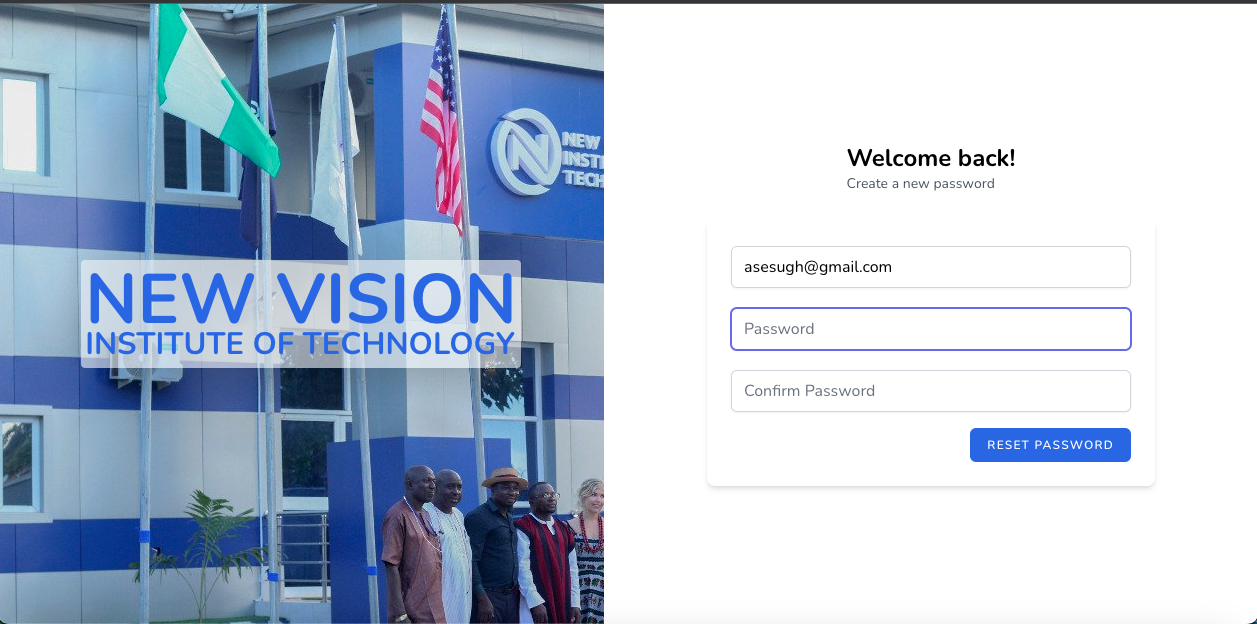 NEW
INSTI
TECH
NEW VISION
INSTITUTE OF TECHNOLOGY
Welcome back!
Create a new password
asesugh@gmail.com
Password
Confirm Password
RESET PASSWORD